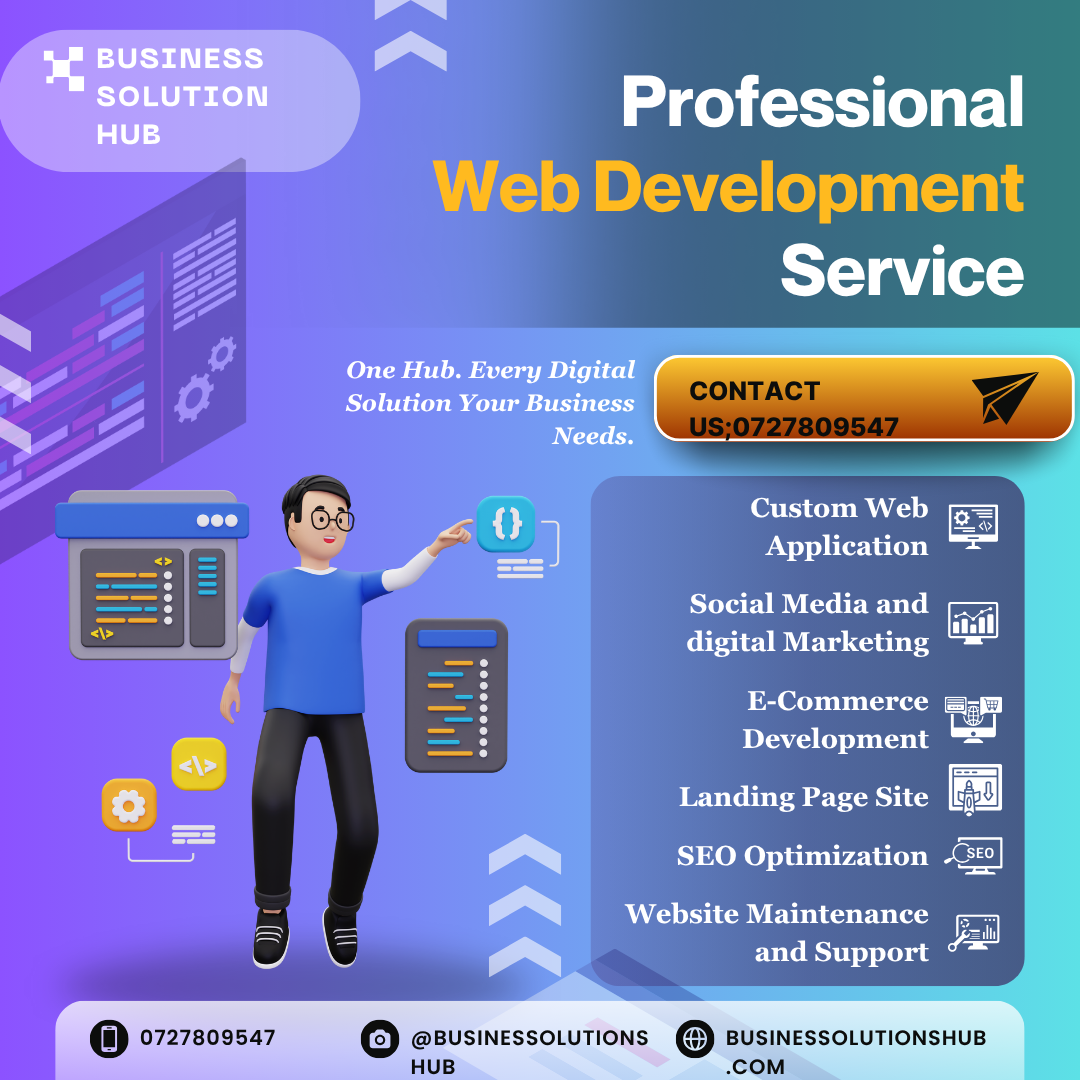 BUSINESS
SOLUTION
HUB
Professional
Web Development
Service
One Hub. Every Digital
Solution Your Business
Needs.
CONTACT
US;0727809547
Custom Web
Application
Social Media and
digital Marketing
E-Commerce
Development
Landing Page Site
SEO Optimization
SEO
Website Maintenance
and Support
0727809547
@BUSINESSOLUTIONS
HUB
BUSINESSOLUTIONSHUB
.COM